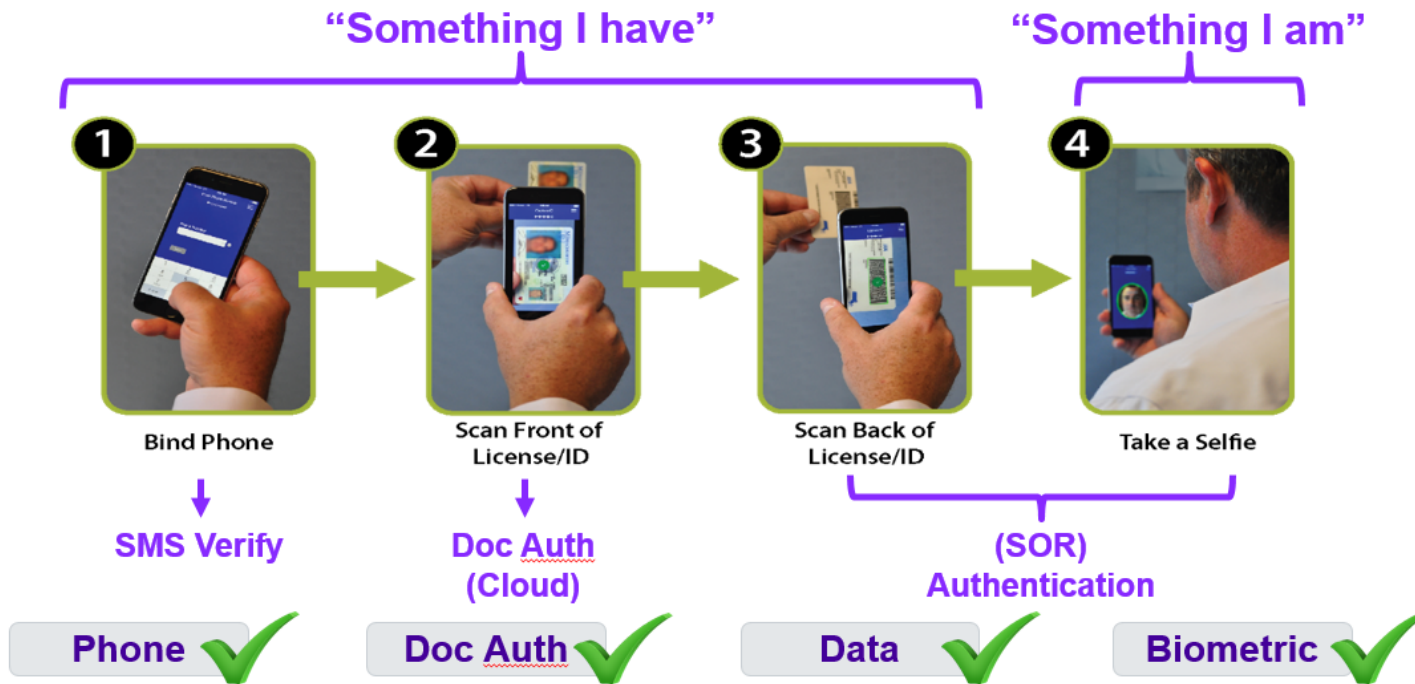 “Something I have”
“Something I am”
1
2
3
4
Bind Phone
Scan Front of
License/ID
Scan Back of
License/ID
Take a Selfie
SMS Verify
Doc Auth
(Cloud)
(SOR)
Authentication
Phone
Doc Auth
Data
Biometric